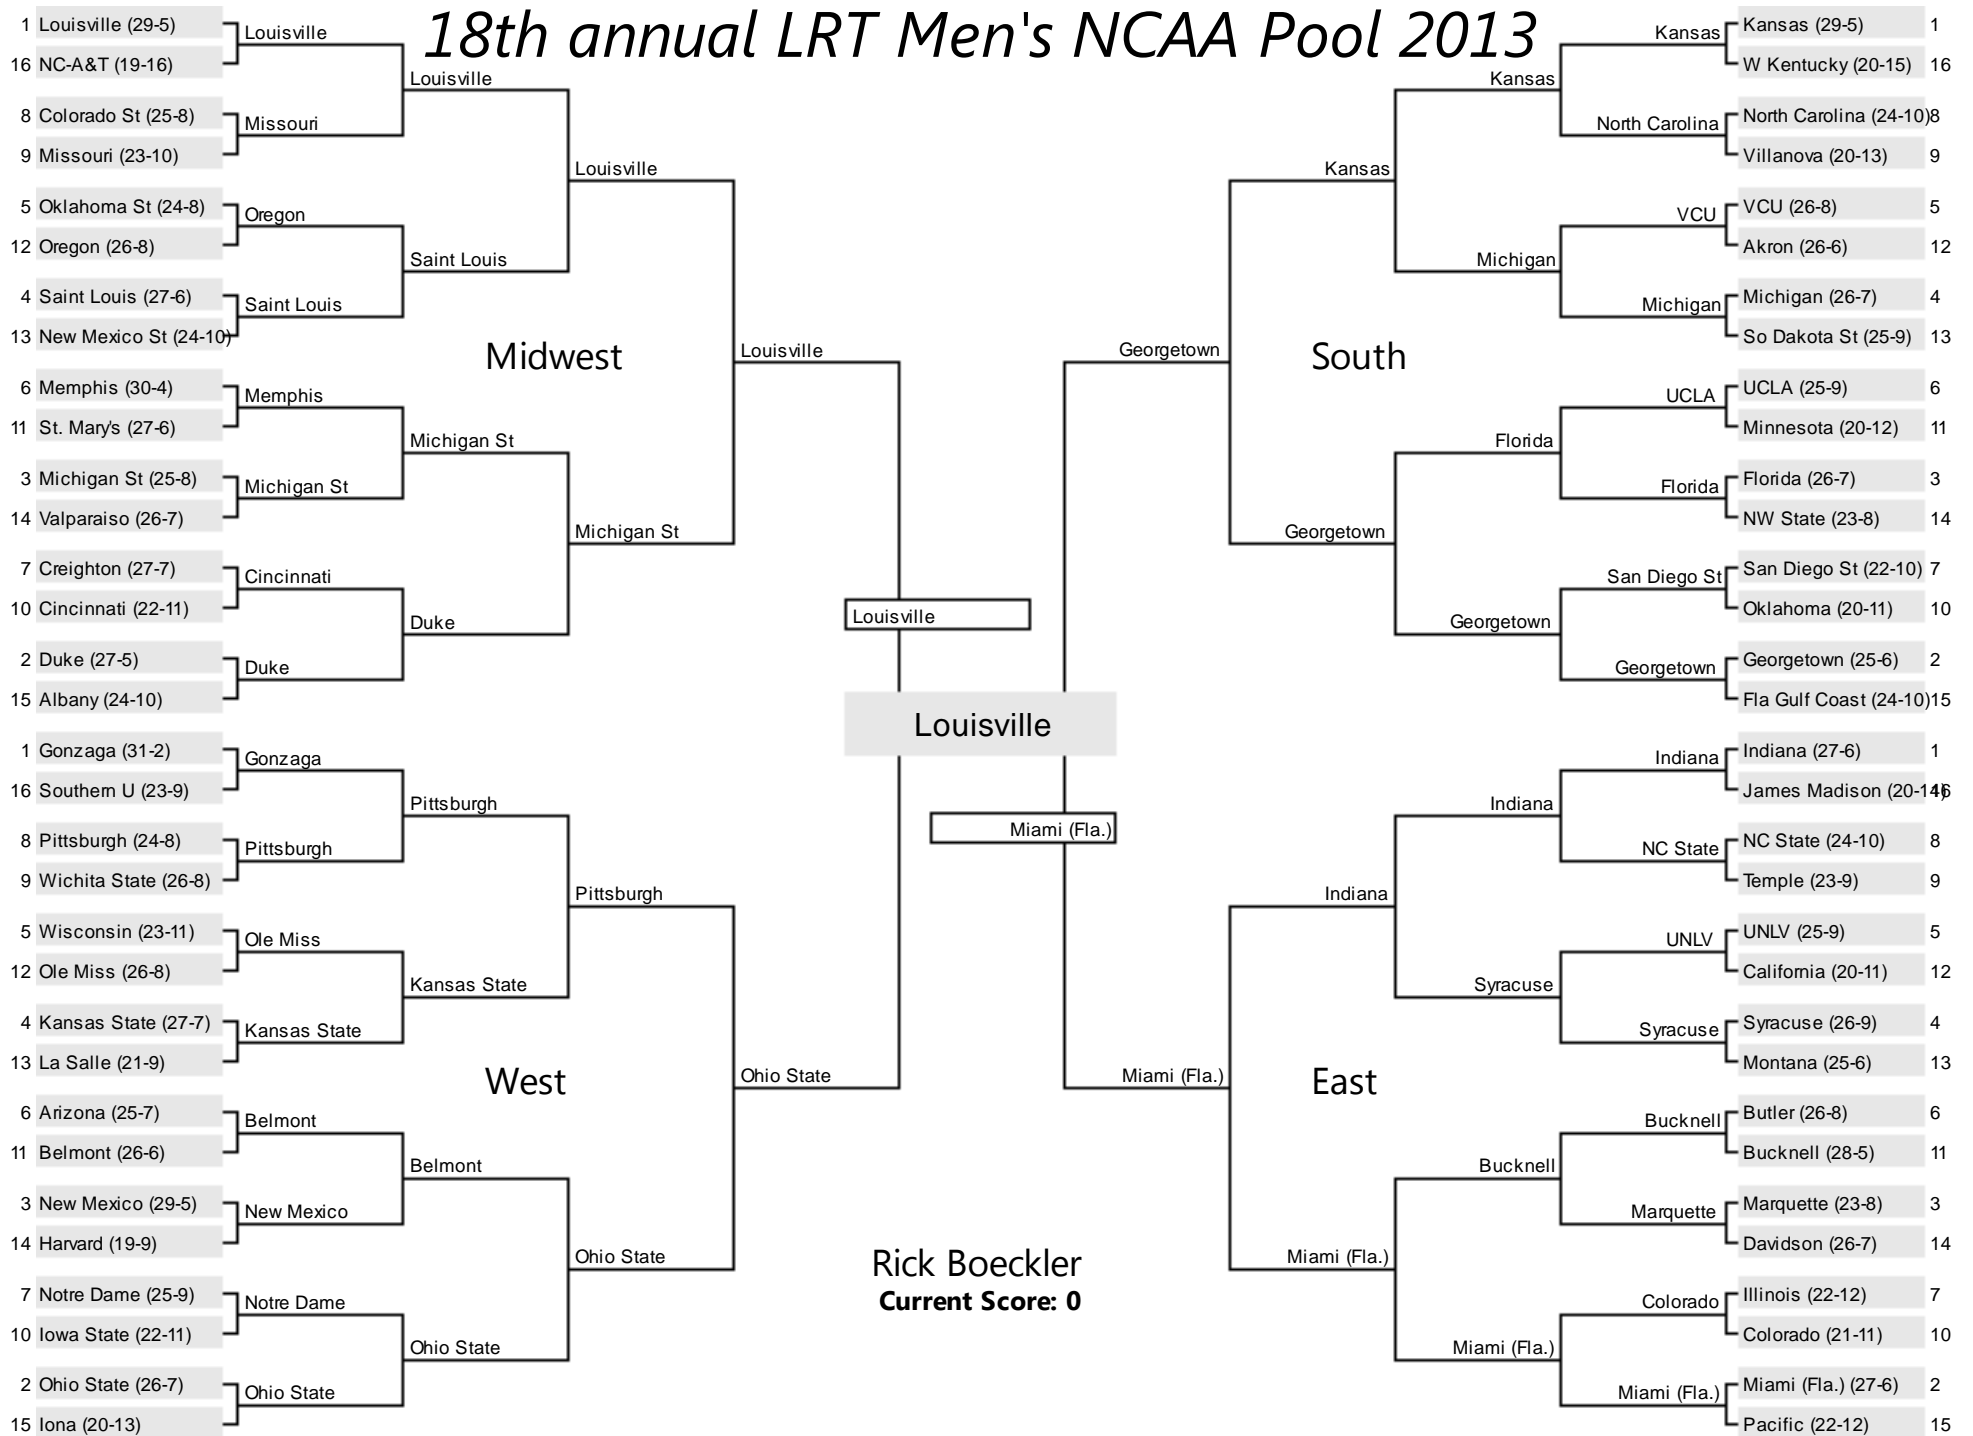 18th annual LRT Men's NCAA Pool 2013
1 Louisville (29-5)
16 NC-A&T (19-16)
8 Colorado St (25-8)
9 Missouri (23-10)
5 Oklahoma St (24-8)
12 Oregon (26-8)
4 Saint Louis (27-6)
13 New Mexico St (24-10)
6 Memphis (30-4)
11 St. Mary's (27-6)
3 Michigan St (25-8)
14 Valparaiso (26-7)
7 Creighton (27-7)
10 Cincinnati (22-11)
2 Duke (27-5)
15 Albany (24-10)
Louisville
Missouri
Oregon
Saint Louis
Memphis
Michigan St
Cincinnati
Duke
Louisville
Saint Louis
Michigan St
Duke
Louisville
Michigan St
Louisville
Midwest
1 Gonzaga (31-2)
16 Southern U (23-9)
8 Pittsburgh (24-8)
9 Wichita State (26-8)
5 Wisconsin (23-11)
12 Ole Miss (26-8)
4 Kansas State (27-7)
13 La Salle (21-9)
6 Arizona (25-7)
11 Belmont (26-6)
3 New Mexico (29-5)
14 Harvard (19-9)
7 Notre Dame (25-9)
10 Iowa State (22-11)
2 Ohio State (26-7)
15 Iona (20-13)
Gonzaga
Pittsburgh
Ole Miss
Kansas State
Belmont
New Mexico
Notre Dame
Ohio State
Pittsburgh
Kansas State
Belmont
Ohio State
Pittsburgh
Ohio State
Ohio State
West
Louisville
Louisville
Miami (Fla.)
Rick Boeckler
Current Score: 0
Kansas (29-5) 1
W Kentucky (20-15) 16
North Carolina (24-10) 8
Villanova (20-13) 9
VCU (26-8) 5
Akron (26-6) 12
Michigan (26-7) 4
So Dakota St (25-9) 13
UCLA (25-9) 6
Minnesota (20-12) 11
Florida (26-7) 3
NW State (23-8) 14
San Diego St (22-10) 7
Oklahoma (20-11) 10
Georgetown (25-6) 2
Fla Gulf Coast (24-10) 15
Kansas
North Carolina
VCU
Michigan
UCLA
Florida
San Diego St
Georgetown
Kansas
Michigan
Florida
Georgetown
Kansas
Georgetown
Georgetown
South
Indiana (27-6) 1
James Madison (20-14) 16
NC State (24-10) 8
Temple (23-9) 9
UNLV (25-9) 5
California (20-11) 12
Syracuse (26-9) 4
Montana (25-6) 13
Butler (26-8) 6
Bucknell (28-5) 11
Marquette (23-8) 3
Davidson (26-7) 14
Illinois (22-12) 7
Colorado (21-11) 10
Miami (Fla.) (27-6) 2
Pacific (22-12) 15
Indiana
NC State
UNLV
Syracuse
Bucknell
Marquette
Colorado
Miami (Fla.)
Indiana
Syracuse
Bucknell
Miami (Fla.)
Indiana
Miami (Fla.)
Miami (Fla.)
East